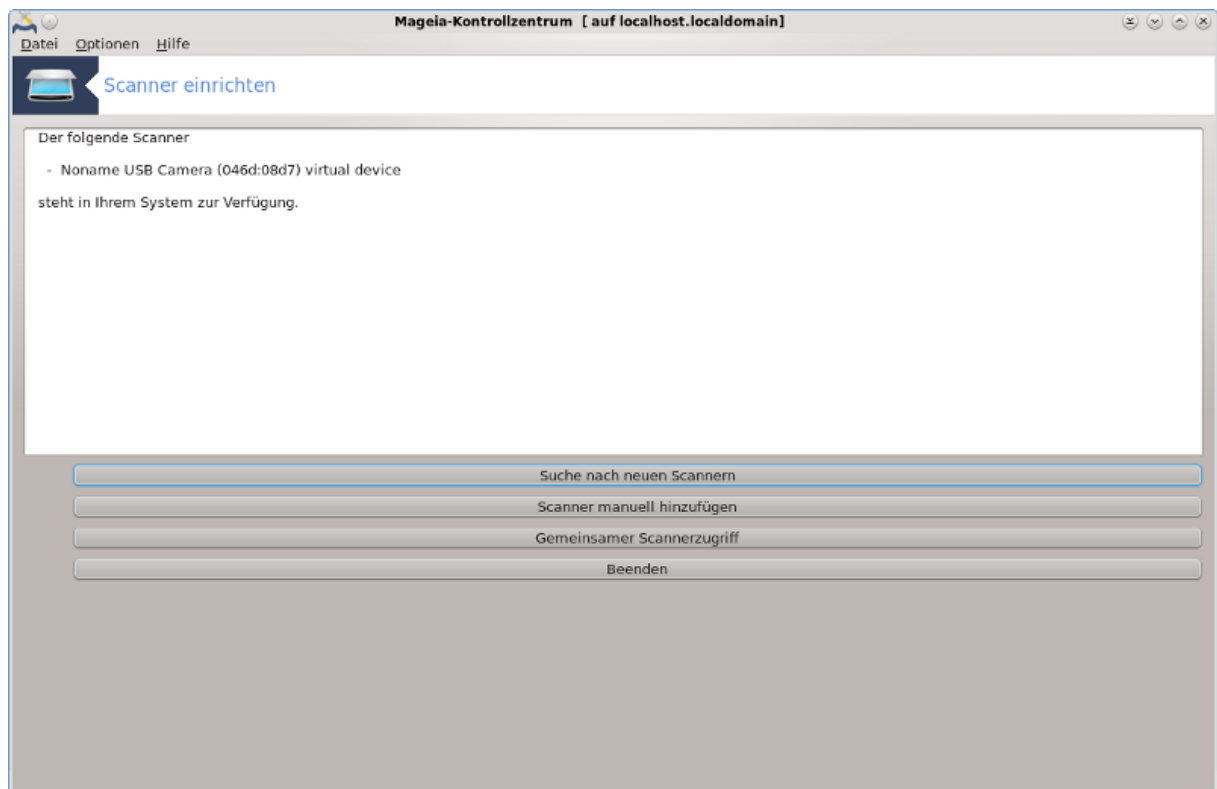 Mageia-Kontrollzentrum [ auf localhost.localdomain]
Datei Optionen Hilfe
Scanner einrichten
Der folgende Scanner
- Noname USB Camera (046d:08d7) virtual device
steht in Ihrem System zur Verfügung.
Suche nach neuen Scannern
Scanner manuell hinzufügen
Gemeinsamer Scannerzugriff
Beenden